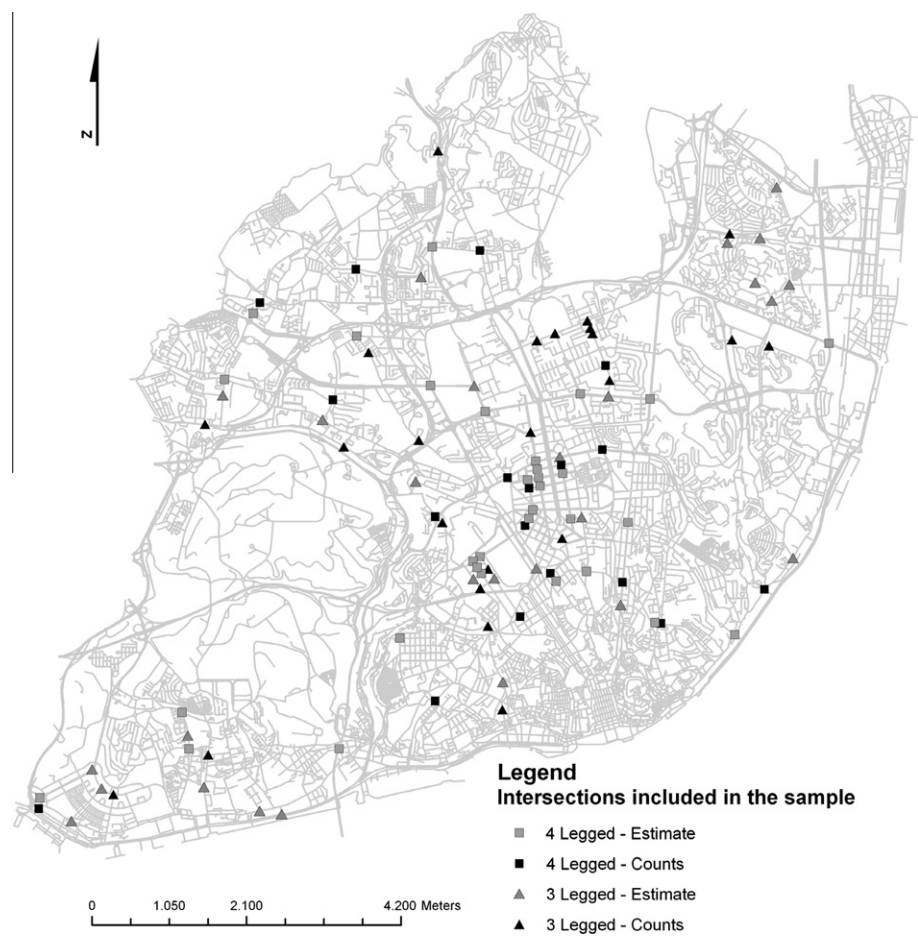 N
Legend
Intersections included in the sample
4 Legged - Estimate
4 Legged - Counts
3 Legged - Estimate
3 Legged - Counts
0 1.050 2.100 4.200 Meters